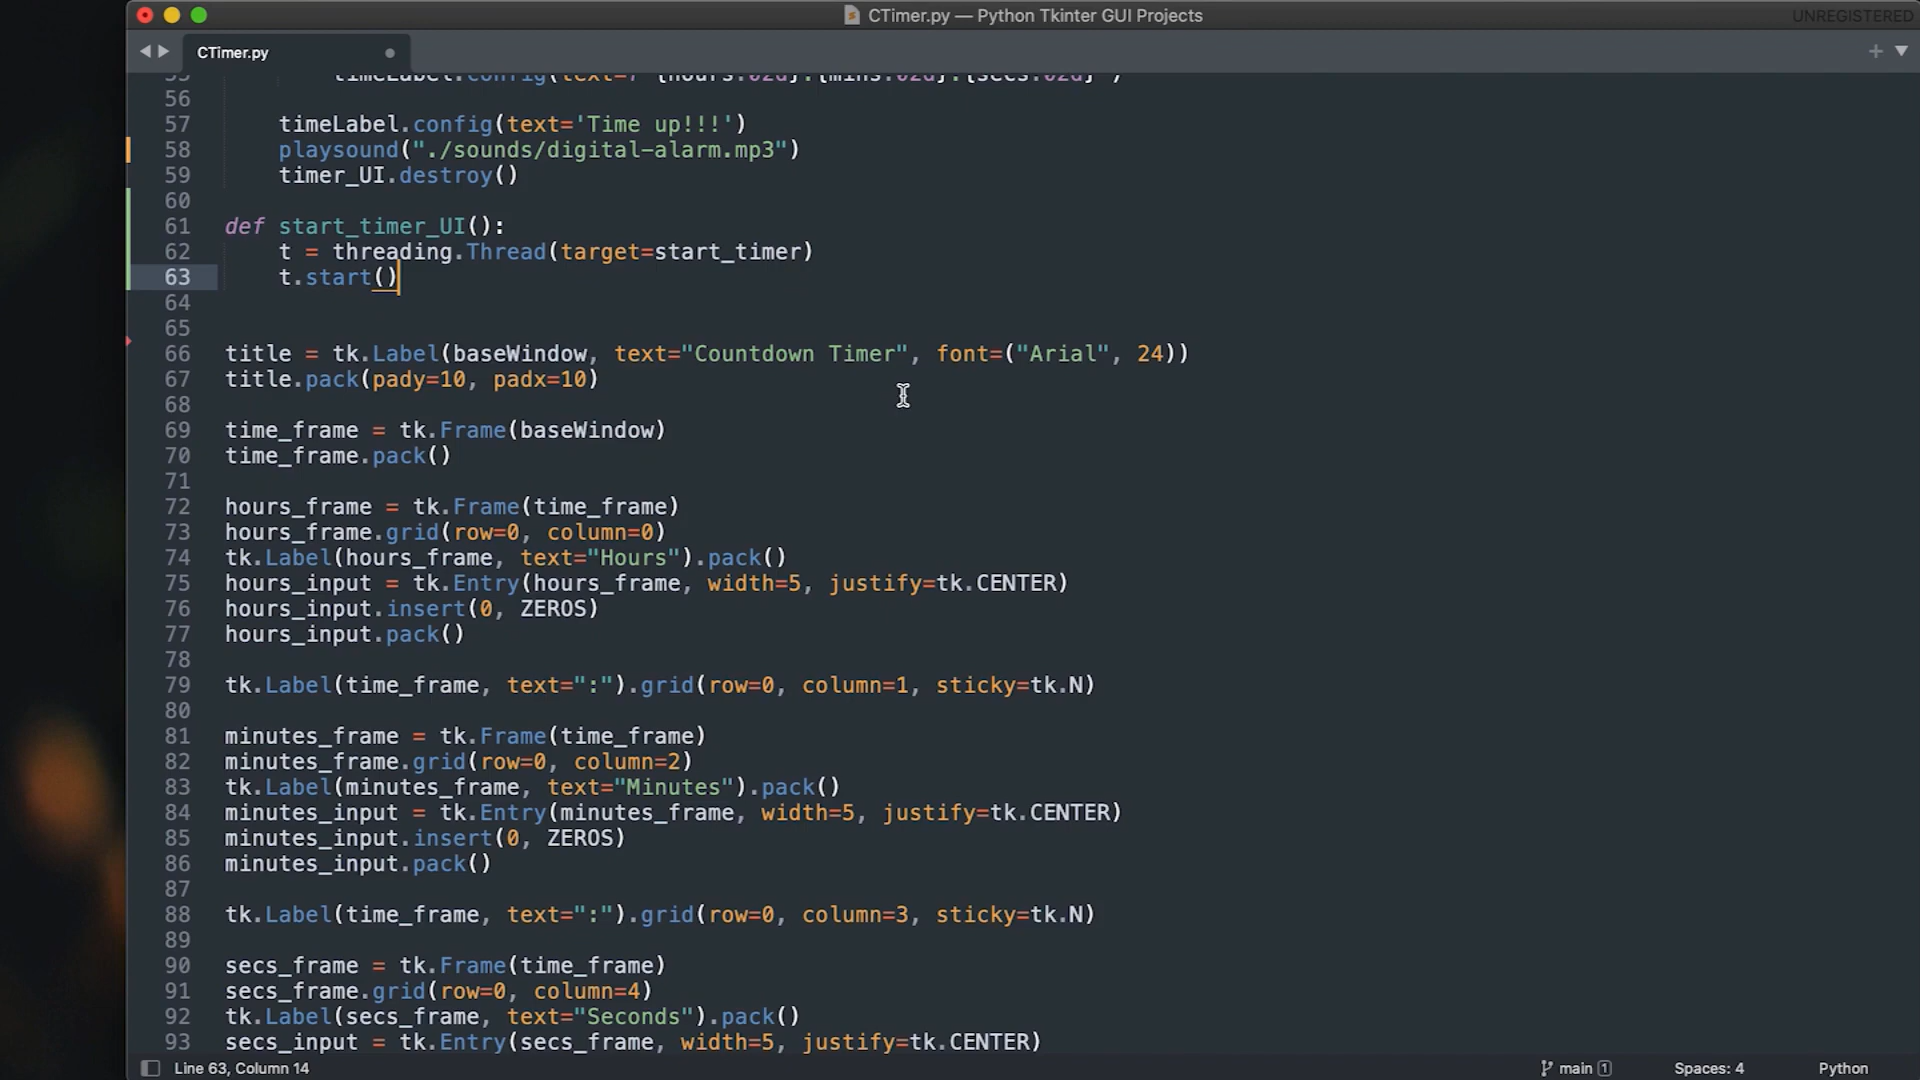 CTimer.py — Python Tkinter GUI Projects
UNREGISTERED
CTimer.py
55 timeLabel.config(text=f"{hours:02d}:{mins:02d}:{secs:02d}")
56
57 timeLabel.config(text='Time up!!!')
58 playsound("./sounds/digital-alarm.mp3")
59 timer_UI.destroy()
60
61 def start_timer_UI():
62 t = threading.Thread(target=start_timer)
63 t.start()
64
65
66 title = tk.Label(baseWindow, text="Countdown Timer", font=("Arial", 24))
67 title.pack(pady=10, padx=10)
68
69 time_frame = tk.Frame(baseWindow)
70 time_frame.pack()
71
72 hours_frame = tk.Frame(time_frame)
73 hours_frame.grid(row=0, column=0)
74 tk.Label(hours_frame, text="Hours").pack()
75 hours_input = tk.Entry(hours_frame, width=5, justify=tk.CENTER)
76 hours_input.insert(0, ZEROS)
77 hours_input.pack()
78
79 tk.Label(time_frame, text=":").grid(row=0, column=1, sticky=tk.N)
80
81 minutes_frame = tk.Frame(time_frame)
82 minutes_frame.grid(row=0, column=2)
83 tk.Label(minutes_frame, text="Minutes").pack()
84 minutes_input = tk.Entry(minutes_frame, width=5, justify=tk.CENTER)
85 minutes_input.insert(0, ZEROS)
86 minutes_input.pack()
87
88 tk.Label(time_frame, text=":").grid(row=0, column=3, sticky=tk.N)
89
90 secs_frame = tk.Frame(time_frame)
91 secs_frame.grid(row=0, column=4)
92 tk.Label(secs_frame, text="Seconds").pack()
93 secs_input = tk.Entry(secs_frame, width=5, justify=tk.CENTER)
Line 63, Column 14
main 1
Spaces: 4
Python